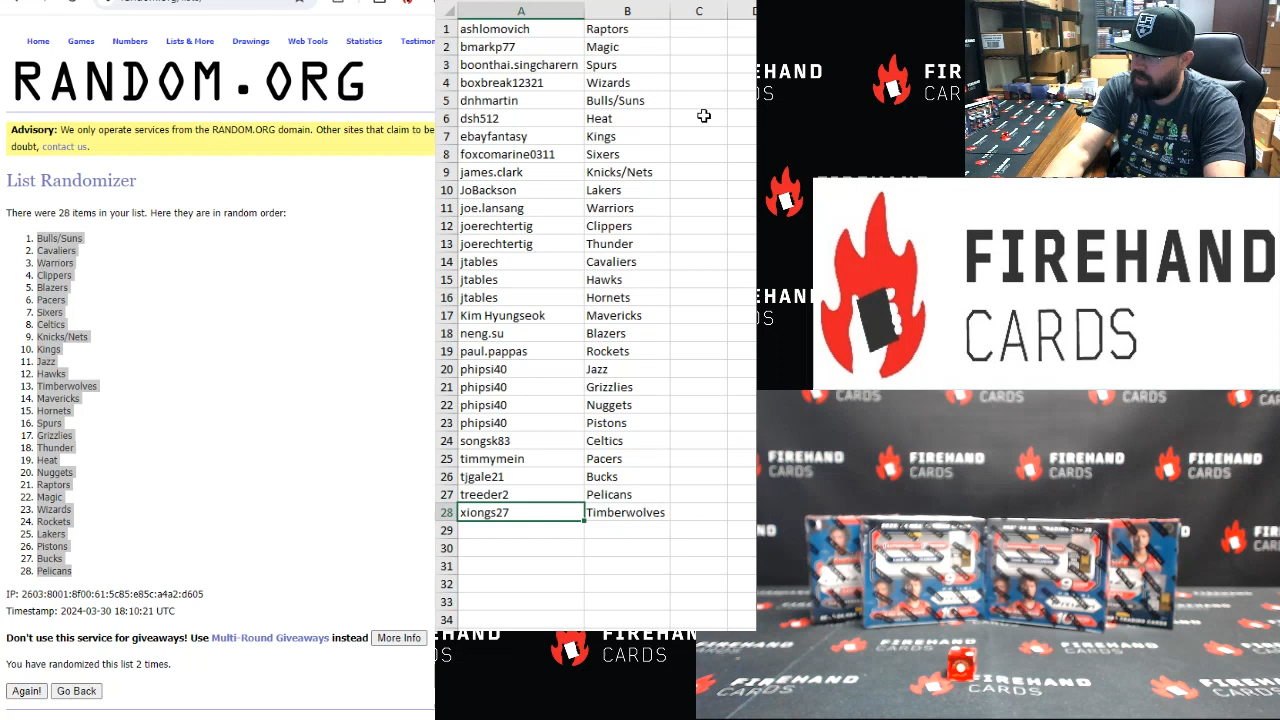 Home Games Numbers Lists & More Drawings Web Tools Statistics Testimor
RANDOM.ORG
Advisory: We only operate services from the RANDOM.ORG domain. Other sites that claim to be
doubt, contact us.
List Randomizer
There were 28 items in your list. Here they are in random order:
1. Bulls/Suns
2. Cavaliers
3. Warriors
4. Clippers
5. Blazers
6. Pacers
7. Sixers
8. Celtics
9. Knicks/Nets
10. Kings
11. Jazz
12. Hawks
13. Timberwolves
14. Mavericks
15. Hornets
16. Spurs
17. Grizzlies
18. Thunder
19. Heat
20. Nuggets
21. Raptors
22. Magic
23. Wizards
24. Rockets
25. Lakers
26. Pistons
27. Bucks
28. Pelicans
IP: 2603:8001:8f00:61:5c85:e85c:a4a2:d605
Timestamp: 2024-03-30 18:10:21 UTC
Don't use this service for giveaways! Use Multi-Round Giveaways instead More Info
You have randomized this list 2 times.
Again! Go Back
A B C
1 ashlomovich Raptors
2 bmarkp77 Magic
3 boonthai.singcharern Spurs
4 boxbreak12321 Wizards
5 dnhmartin Bulls/Suns
6 dsh512 Heat
7 ebayfantasy Kings
8 foxcomarine0311 Sixers
9 james.clark Knicks/Nets
10 JoBackson Lakers
11 joe.lansang Warriors
12 joerechtertig Clippers
13 joerechtertig Thunder
14 jtables Cavaliers
15 jtables Hawks
16 jtables Hornets
17 Kim Hyungseok Mavericks
18 neng.su Blazers
19 paul.pappas Rockets
20 phipsi40 Jazz
21 phipsi40 Grizzlies
22 phipsi40 Nuggets
23 phipsi40 Pistons
24 songsk83 Celtics
25 timmymein Pacers
26 tjgale21 Bucks
27 treeder2 Pelicans
28 xiongs27 Timberwolves
29
30
31
32
33
34
FIREHAND
CARDS
FIREHAND
CARDS
FIREHAND
CARDS
FIREHAND
CARDS